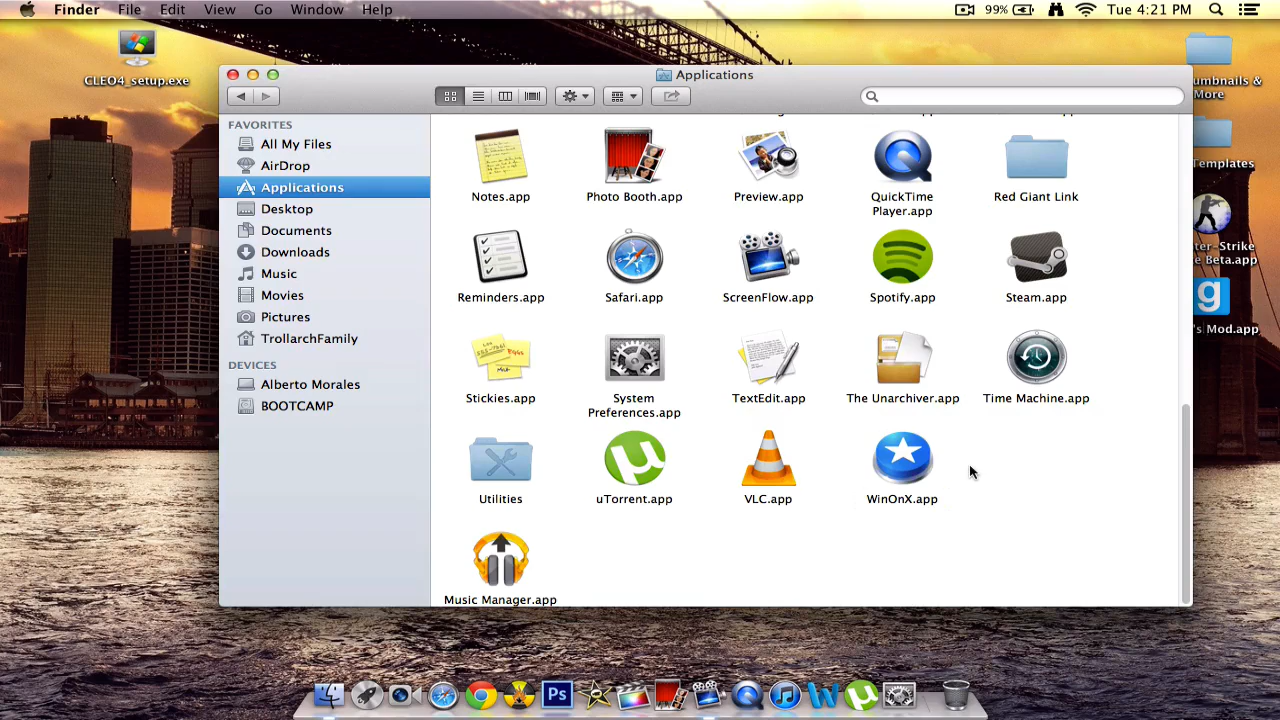 Finder File Edit View Go Window Help 99% Tue 4:21 PM
CLEO4_setup.exe
Applications
FAVORITES
All My Files
AirDrop
Applications
Desktop
Documents
Downloads
Music
Movies
Pictures
TrollarchFamily
DEVICES
Alberto Morales
BOOTCAMP
Notes.app
Photo Booth.app
Preview.app
QuickTime
Player.app
Red Giant Link
Reminders.app
Safari.app
ScreenFlow.app
Spotify.app
Steam.app
Stickies.app
System
Preferences.app
TextEdit.app
The Unarchiver.app
Time Machine.app
Utilities
uTorrent.app
VLC.app
WinOnX.app
Music Manager.app
umbnails &
More
Templates
ter-Strike
e Beta.app
g
's Mod.app
Ps